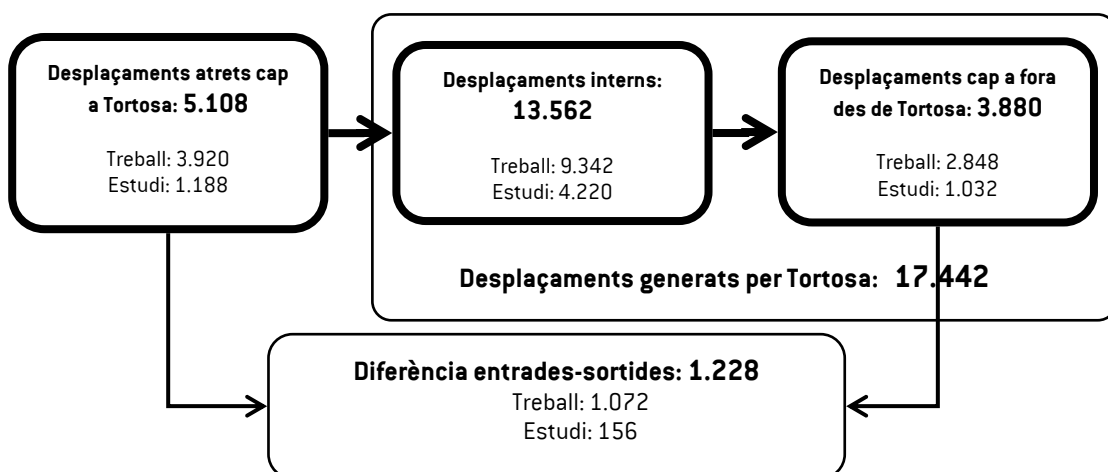 Desplaçaments atrets cap
a Tortosa: 5.108
Treball: 3.920
Estudi: 1.188
Desplaçaments interns:
13.562
Treball: 9.342
Estudi: 4.220
Desplaçaments cap a fora
des de Tortosa: 3.880
Treball: 2.848
Estudi: 1.032
Desplaçaments generats per Tortosa: 17.442
Diferència entrades-sortides: 1.228
Treball: 1.072
Estudi: 156